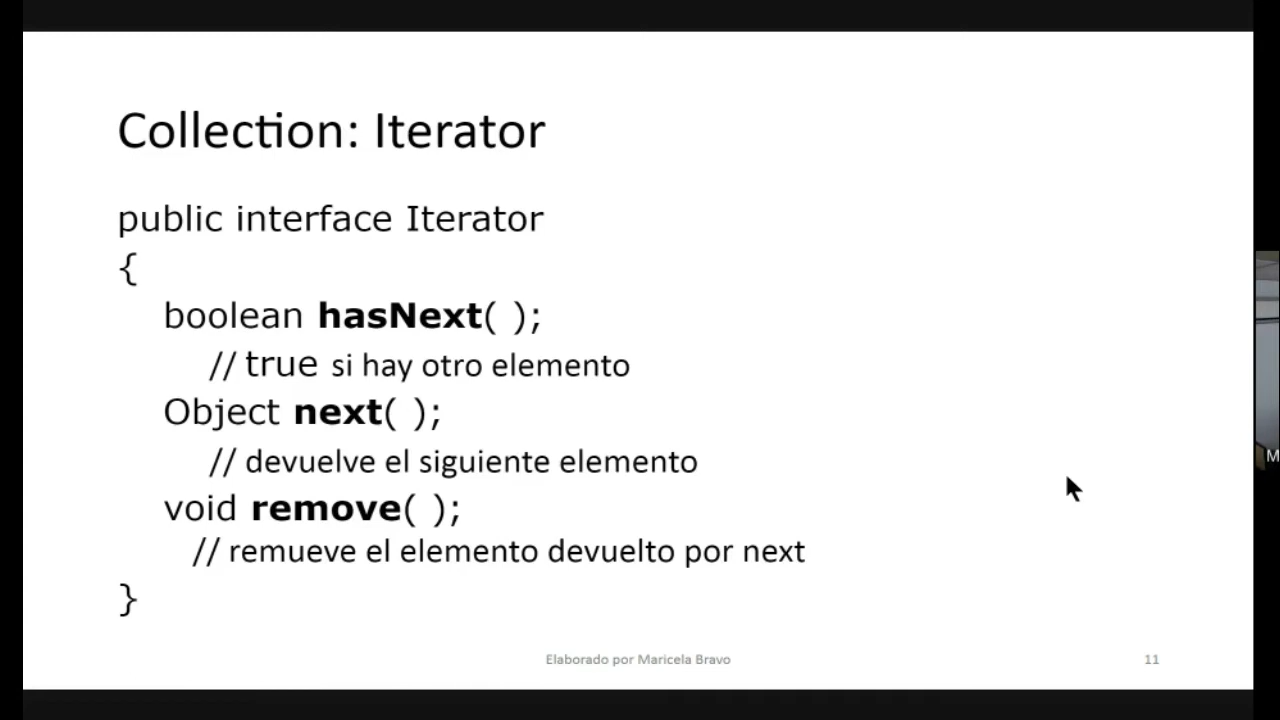 Collection: Iterator
public interface Iterator
{
boolean hasNext( );
// true si hay otro elemento
Object next( );
// devuelve el siguiente elemento
void remove( );
// remueve el elemento devuelto por next
}
Elaborado por Maricela Bravo
11
M